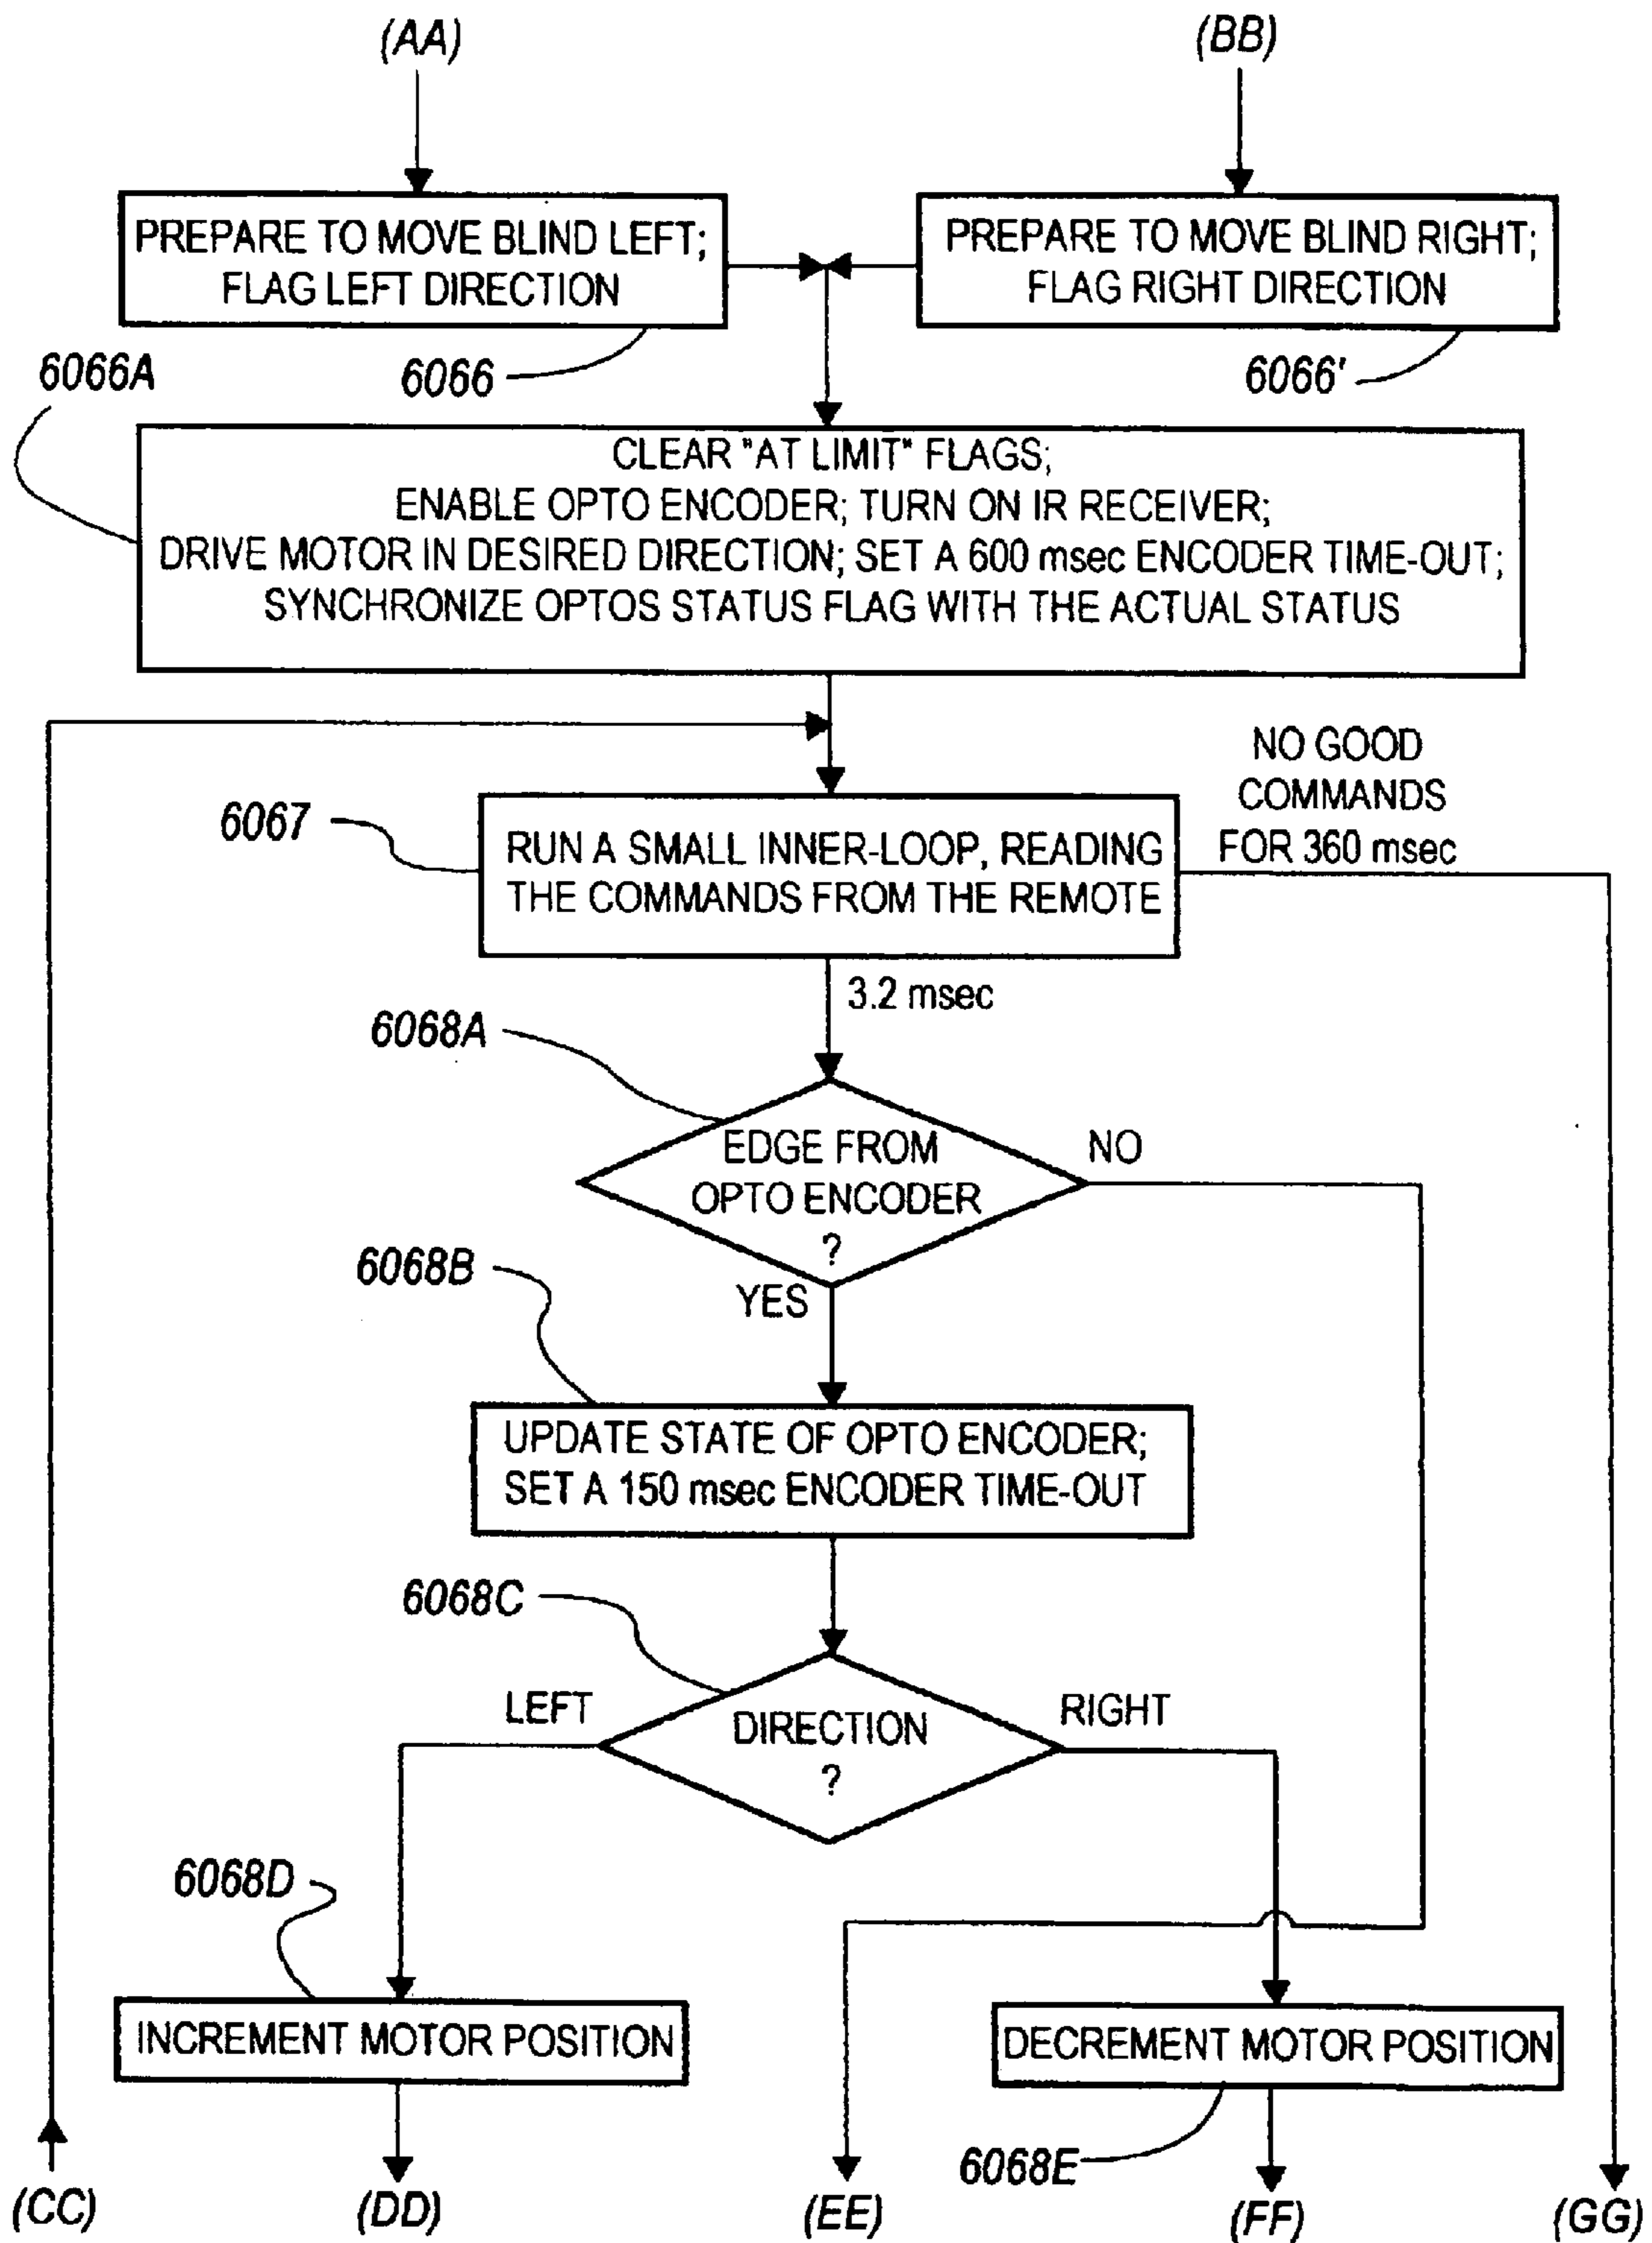 (AA)
(BB)
PREPARE TO MOVE BLIND LEFT;
FLAG LEFT DIRECTION
PREPARE TO MOVE BLIND RIGHT;
FLAG RIGHT DIRECTION
6066A
6066
6066'
CLEAR "AT LIMIT" FLAGS;
ENABLE OPTO ENCODER; TURN ON IR RECEIVER;
DRIVE MOTOR IN DESIRED DIRECTION; SET A 600 msec ENCODER TIME-OUT;
SYNCHRONIZE OPTOS STATUS FLAG WITH THE ACTUAL STATUS
NO GOOD
COMMANDS
FOR 360 msec
6067
RUN A SMALL INNER-LOOP, READING
THE COMMANDS FROM THE REMOTE
3.2 msec
6068A
EDGE FROM
OPTO ENCODER
?
NO
YES
6068B
UPDATE STATE OF OPTO ENCODER;
SET A 150 msec ENCODER TIME-OUT
6068C
LEFT
DIRECTION
?
RIGHT
6068D
INCREMENT MOTOR POSITION
DECREMENT MOTOR POSITION
6068E
(CC)
(DD)
(EE)
(FF)
(GG)